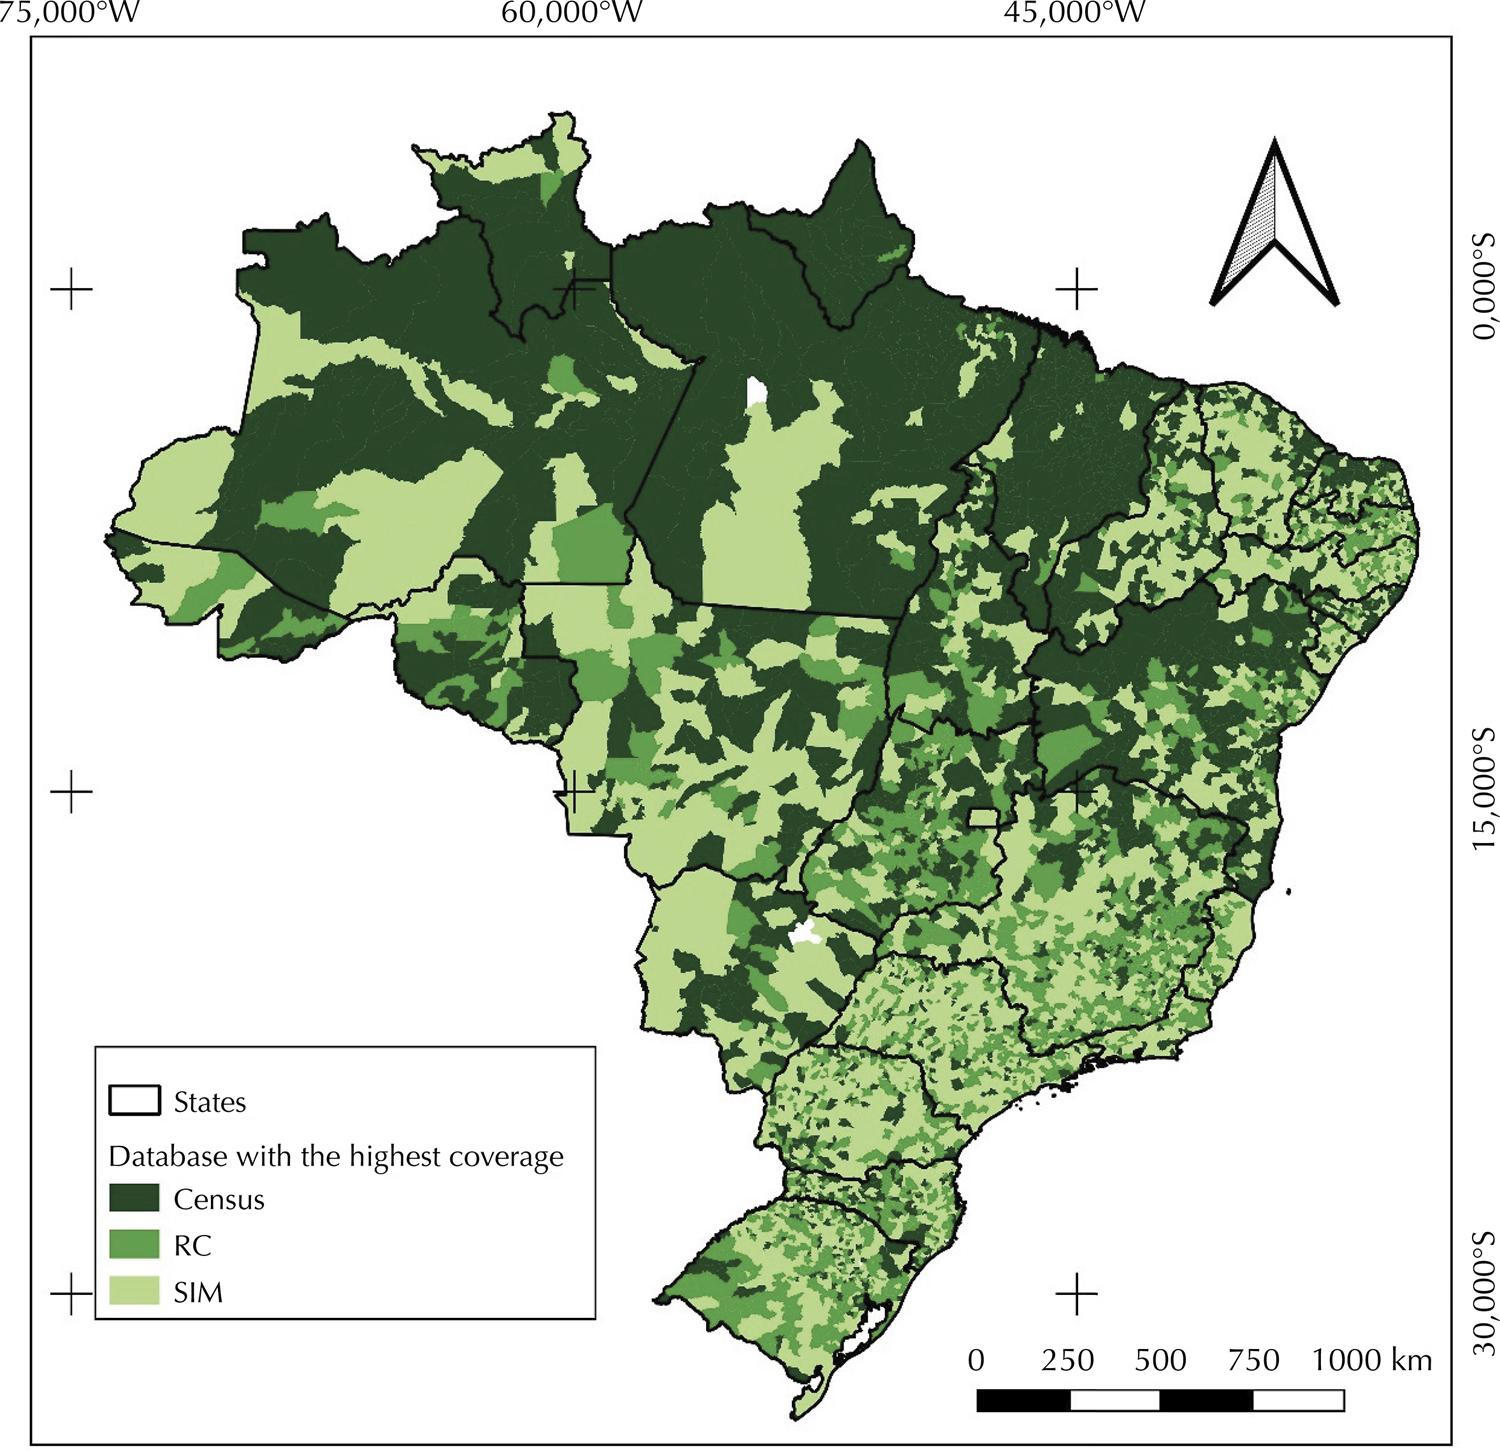 75,000°W
60,000°W
45,000°W
0,000°S
15,000°S
30,000°S
States
Database with the highest coverage
Census
RC
SIM
0 250 500 750 1000 km